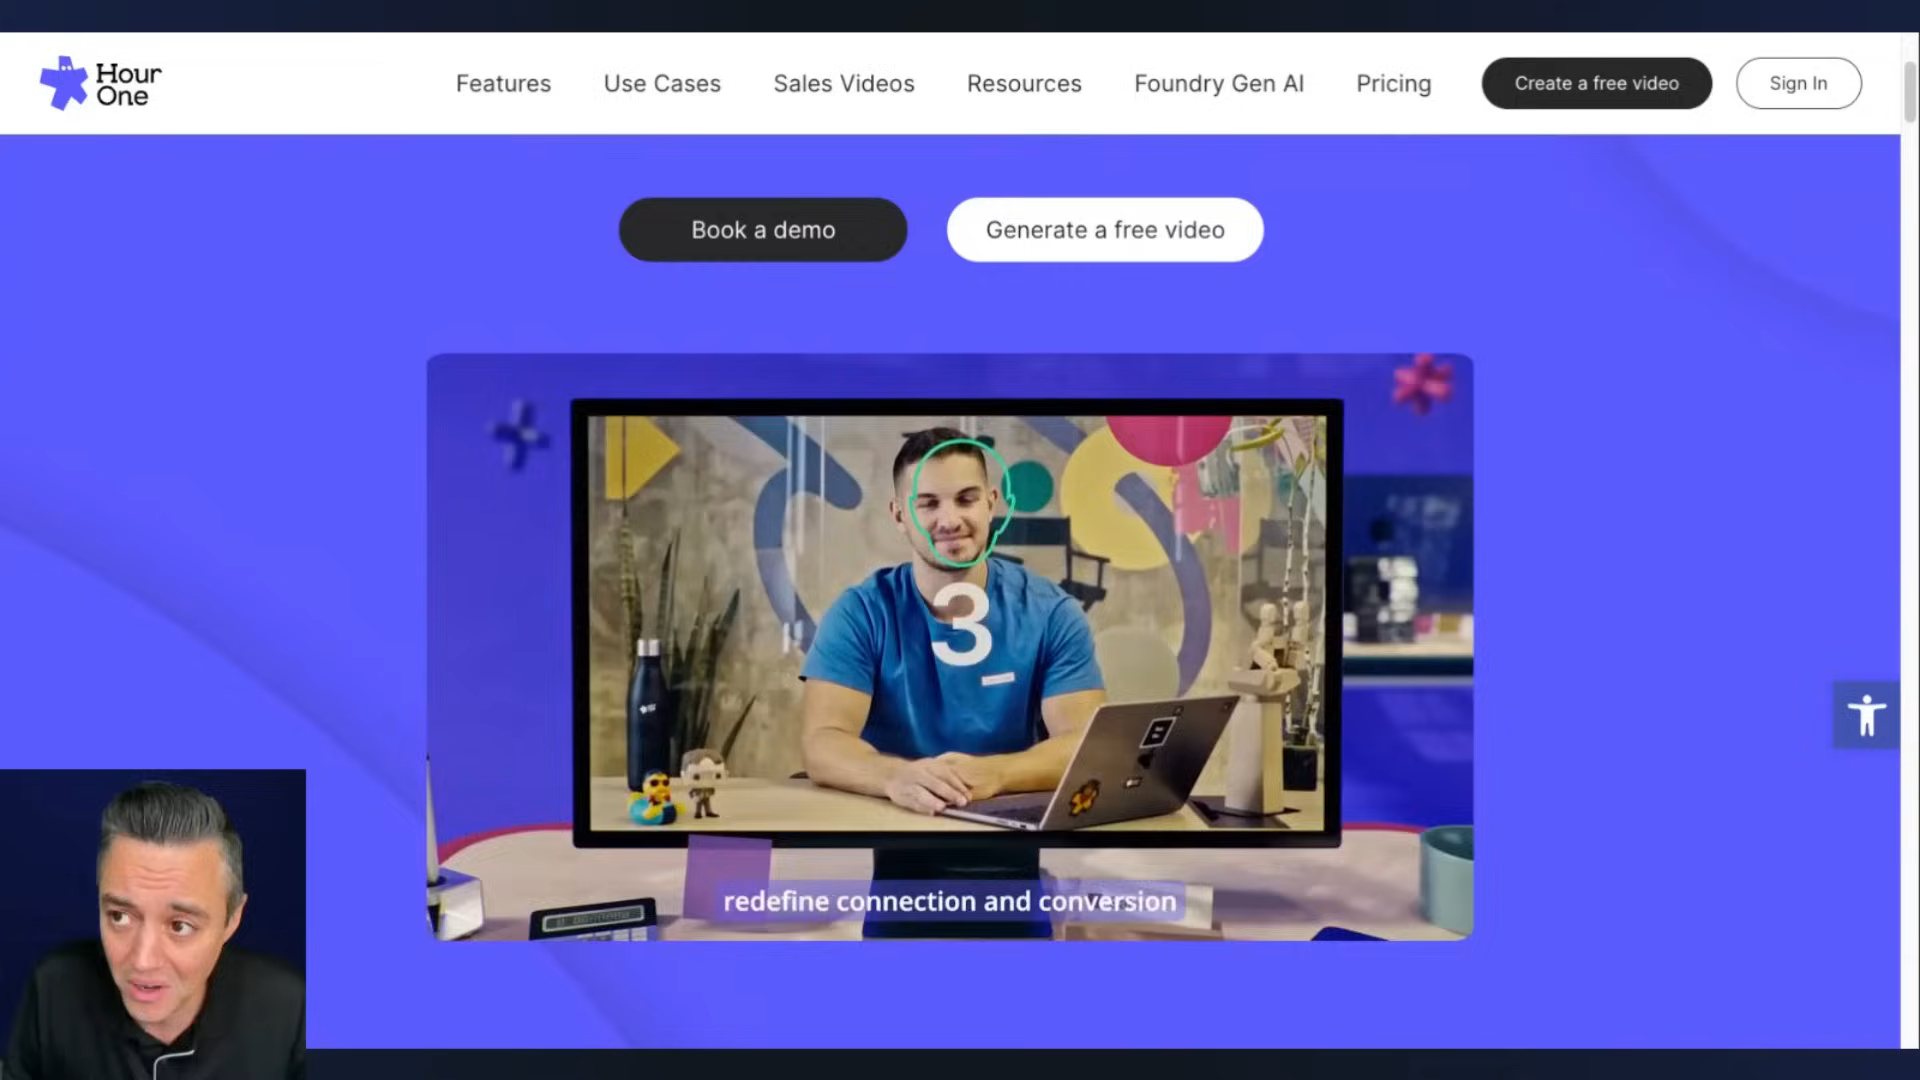 Hour
One
Features
Use Cases
Sales Videos
Resources
Foundry Gen AI
Pricing
Create a free video
Sign In
Book a demo
Generate a free video
3
redefine connection and conversion